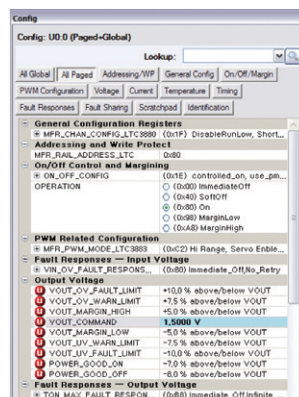 Config
Config: U0:0 (Paged+Global)
Lookup:
All Global All Paged Addressing/WP General Config On/Off/Margin
PWM Configuration Voltage Current Temperature Timing
Fault Responses Fault Sharing Scratchpad Identification
General Configuration Registers
MFR_CHAN_CONFIG_LTC3880 (0x1F) DisableRunLow, Short...
Addressing and Write Protect
MFR_RAIL_ADDRESS_LTC 0x80
On/Off Control and Margining
ON_OFF_CONFIG (0x1E) controlled_on, use_pm...
OPERATION (0x00) ImmediateOff
(0x40) SoftOff
(0x80) On
(0x98) MarginLow
(0xA8) MarginHigh
PWM Related Configuration
MFR_PWM_MODE_LTC3883 (0xC2) Hi Range, Servo Enble...
Fault Responses — Input Voltage
VIN_OV_FAULT_RESPONS... (0x80) Immediate_Off,No_Retry
Output Voltage
VOUT_OV_FAULT_LIMIT +10,0 % above/below VOUT
VOUT_OV_WARN_LIMIT +7,5 % above/below VOUT
VOUT_MARGIN_HIGH +5,0 % above/below VOUT
VOUT_COMMAND 1,5000 V
VOUT_MARGIN_LOW -5,0 % above/below VOUT
VOUT_UV_WARN_LIMIT -7,5 % above/below VOUT
VOUT_UV_FAULT_LIMIT -10,0 % above/below VOUT
POWER_GOOD_ON -7,0 % above/below VOUT
POWER_GOOD_OFF -8,0 % above/below VOUT
Fault Responses — Output Voltage
TON_MAX_FAULT_RESPON... (0xB8) Immediate_Off,Infinite_